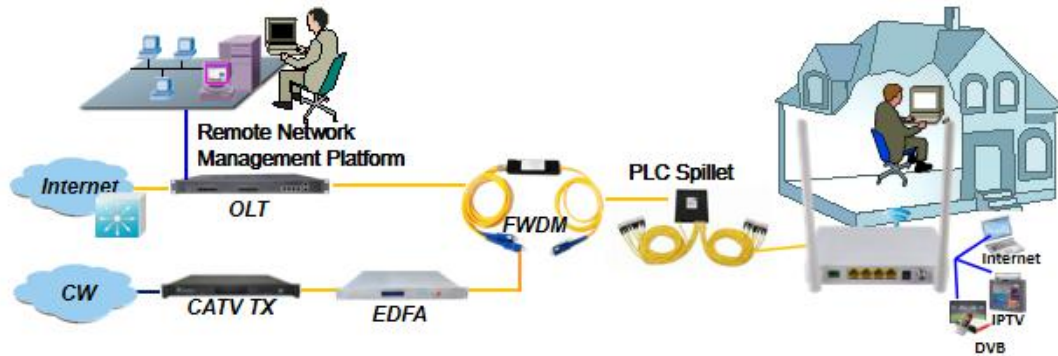 Remote Network
Management Platform
Internet
OLT
FWDM
PLC Spillet
CW
CATV TX
EDFA
Internet
IPTV
DVB